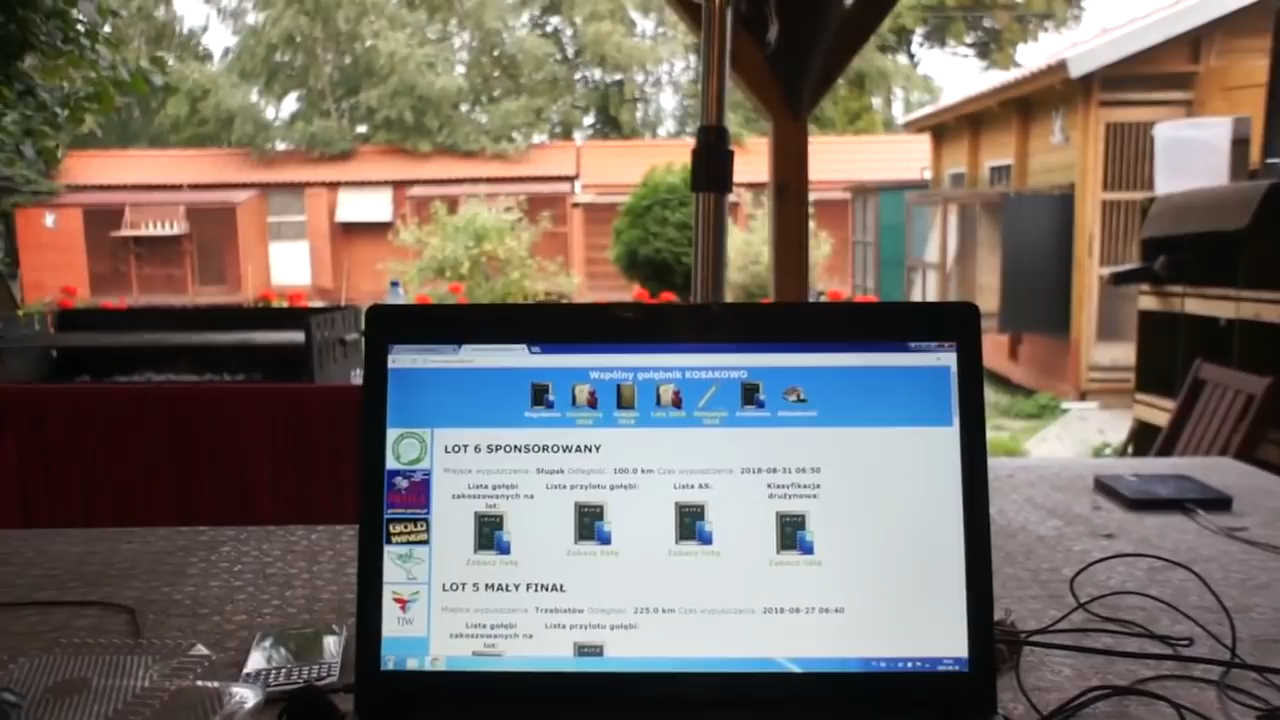 Wspólny gołębnik KOSAKOWO
Regulamin
LOT 6 SPONSOROWANY
Miejsce wypuszczenia: Słupsk Odległość: 100.0 km Czas wypuszczenia: 2018-08-31 06:50
Lista gołębi zakoszowanych na lot:
Lista przylotu gołębi:
Lista AS:
Klasyfikacja drużynowa:
Zobacz listę
Zobacz listę
Zobacz listę
Zobacz listę
GOLD WINGS
TJW
LOT 5 MAŁY FINAŁ
Miejsce wypuszczenia: Trzebiatów Odległość: 225.0 km Czas wypuszczenia: 2018-08-27 06:40
Lista gołębi zakoszowanych na lot:
Lista przylotu gołębi: